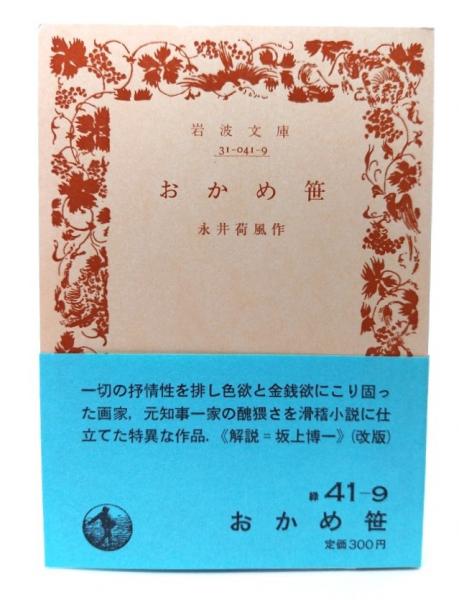 岩波文庫
31-041-9
おかめ笹
永井荷風作
一切の抒情性を排し色欲と金銭欲にこり固っ
た画家，元知事一家の醜猥さを滑稽小説に仕
立てた特異な作品．《解説＝坂上博一》（改版）
緑 41-9
おかめ笹
定価300円